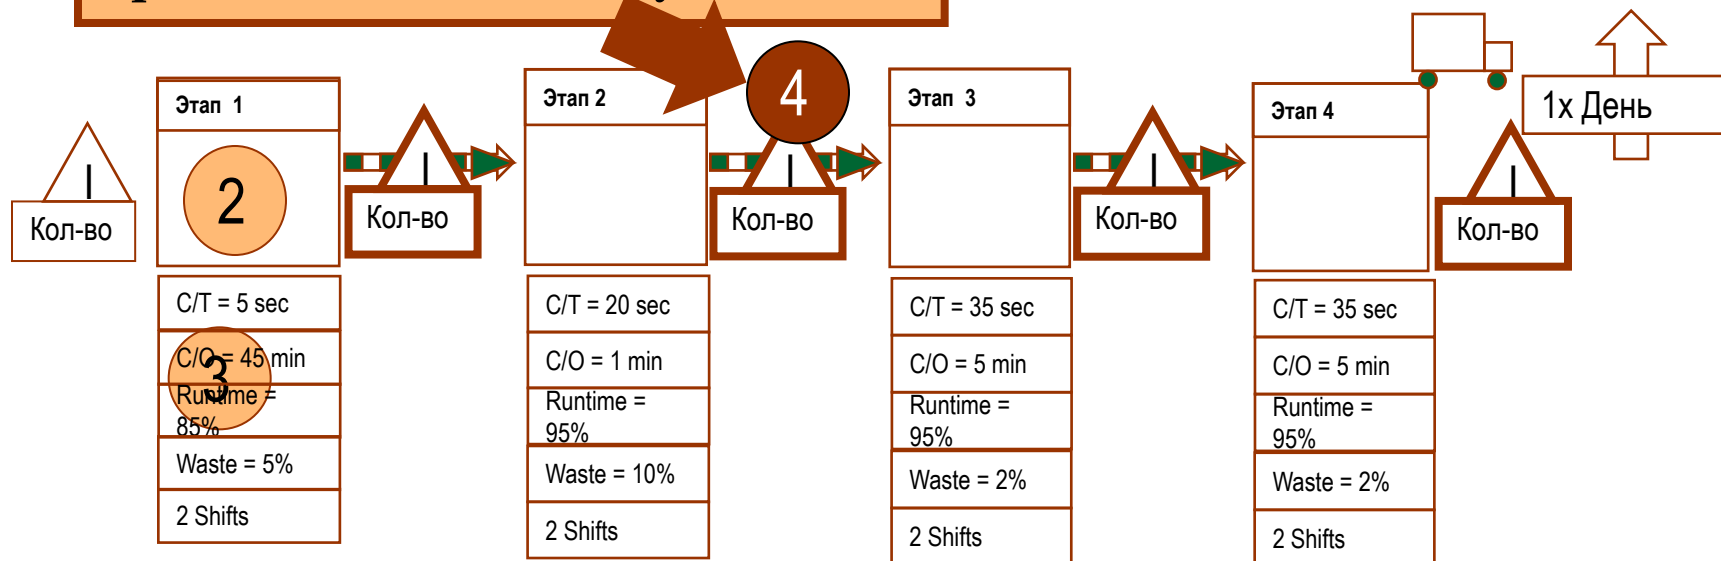 4
1х День
Этап 1
Этап 2
Этап 3
Этап 4
I
I
I
I
I
2
Кол-во
Кол-во
Кол-во
Кол-во
Кол-во
C/T = 5 sec
C/O = 45 min
3
Runtime =
85%
Waste = 5%
2 Shifts
C/T = 20 sec
C/O = 1 min
Runtime =
95%
Waste = 10%
2 Shifts
C/T = 35 sec
C/O = 5 min
Runtime =
95%
Waste = 2%
2 Shifts
C/T = 35 sec
C/O = 5 min
Runtime =
95%
Waste = 2%
2 Shifts